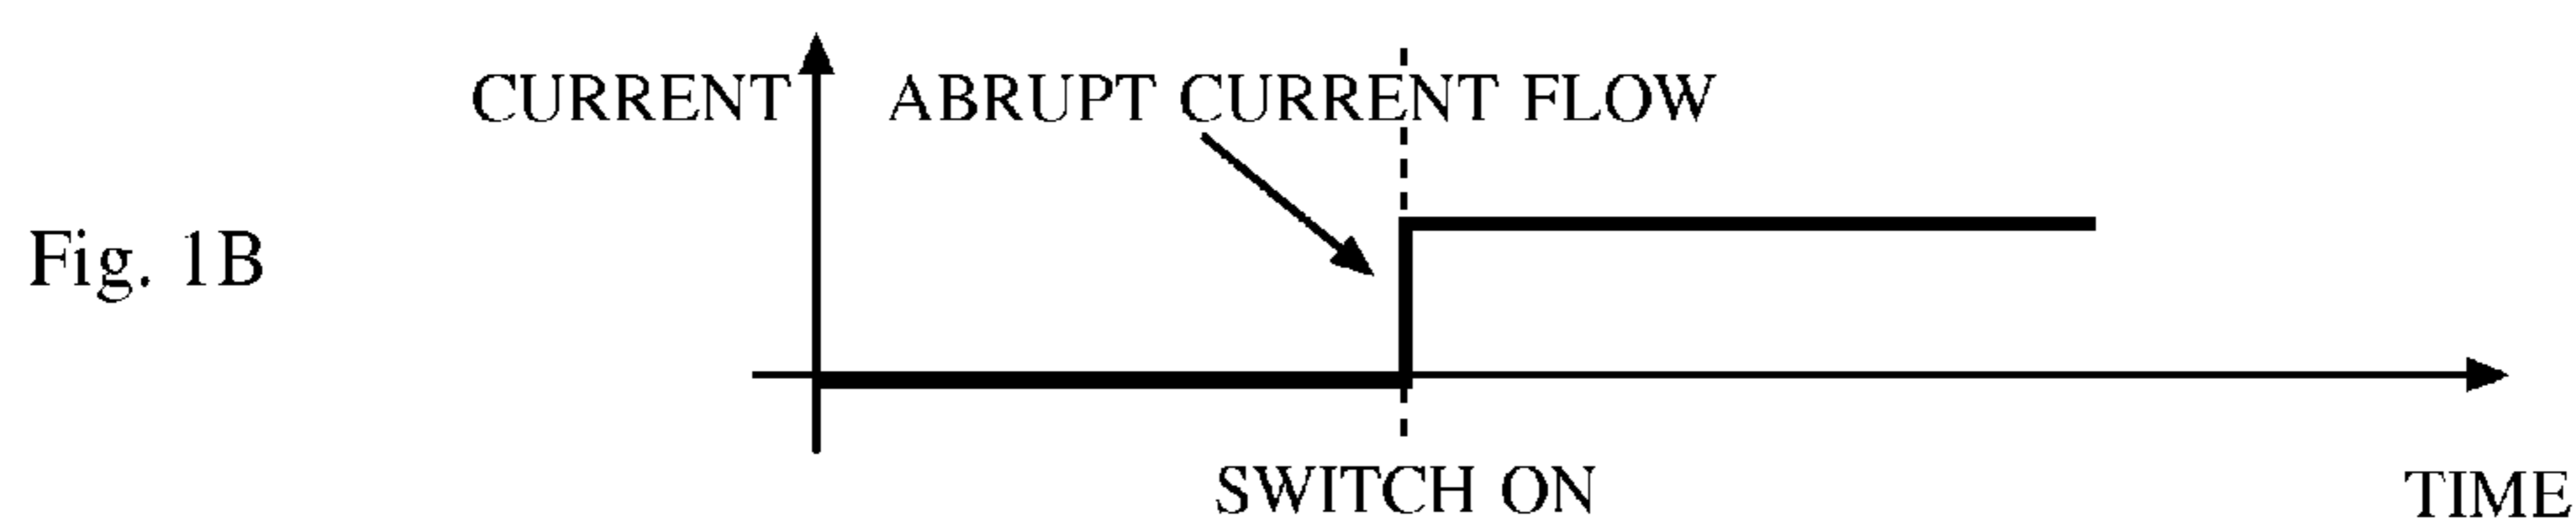 CURRENT
ABRUPT CURRENT FLOW
Fig. 1B
SWITCH ON
TIME